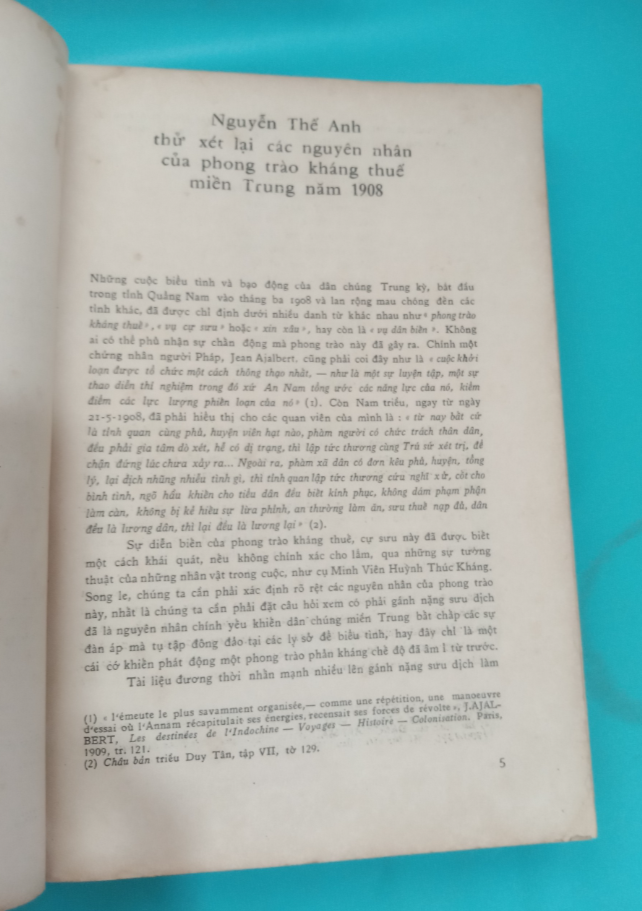 Nguyễn Thế Anh
thử xét lại các nguyên nhân
của phong trào kháng thuế
miền Trung năm 1908
Những cuộc biểu tình và bạo động của dân chúng Trung kỳ, bắt đầu
trong tỉnh Quảng Nam vào tháng ba 1908 và lan rộng mau chóng đến các
tỉnh khác, đã được chỉ định dưới nhiều danh từ khác nhau như « phong trào
kháng thuế », « vụ cự sưu » hoặc « xin xâu », hay còn là « vụ dân biến ». Không
ai có thể phủ nhận sự chấn động mà phong trào này đã gây ra. Chính một
chứng nhân người Pháp, Jean Ajalbert, cũng phải coi đây như là « cuộc khởi
loạn được tổ chức một cách thông thạo nhất, — như là một sự luyện tập, một sự
thao diễn thí nghiệm trong đó xứ An Nam tổng ước các năng lực của nó, kiểm
điểm các lực lượng phiến loạn của nó » (1). Còn Nam triều, ngay từ ngày
21-5-1908, đã phải hiểu thị cho các quan viên của mình là : « từ nay bất cứ
là tỉnh quan cùng phủ, huyện viên hạt nào, phàm người có chức trách thân dân,
đều phải gia tâm dò xét, hễ có dị trạng, thì lập tức thương cùng Trú sứ xét trị, để
chận đứng lúc chưa xảy ra... Ngoài ra, phàm xã dân có đơn kêu phủ, huyện, tổng
lý, lại dịch những nhiễu tình gì, thì tỉnh quan lập tức thương cứu nghĩ xử, cốt cho
bình tình, ngõ hầu khiến cho tiểu dân đều biết kính phục, không dám phạm phận
làm càn, không bị kẻ hiểu sự lừa phỉnh, an thường làm ăn, sưu thuế nạp đủ, dân
đều là lương dân, thì lại đều là lương lại » (2).
Sự diễn biến của phong trào kháng thuế, cự sưu này đã được biết
một cách khái quát, nếu không chính xác cho lắm, qua những sự tường
thuật của những nhân vật trong cuộc, như cụ Minh Viên Huỳnh Thúc Kháng.
Song le, chúng ta cần phải xác định rõ rệt các nguyên nhân của phong trào
này, nhất là chúng ta cần phải đặt câu hỏi xem có phải gánh nặng sưu dịch
đã là nguyên nhân chính yếu khiến dân chúng miền Trung bất chấp các sự
đàn áp mà tụ tập đông đảo tại các lỵ sở để biểu tình, hay đây chỉ là một
cái cớ khiến phát động một phong trào phản kháng chế độ đã âm ỉ từ trước.
Tài liệu đương thời nhấn mạnh nhiều lên gánh nặng sưu dịch làm
(1) « l'émeute le plus savamment organisée,— comme une répétition, une manoeuvre
d'essai où l'Annam récapitulait ses énergies, recensait ses forces de révolte », J.AJAL-
BERT, Les destinées de l'Indochine — Voyages — Histoire — Colonisation. Paris,
1909, tr. 121.
(2) Châu bản triều Duy Tân, tập VII, tờ 129.
5